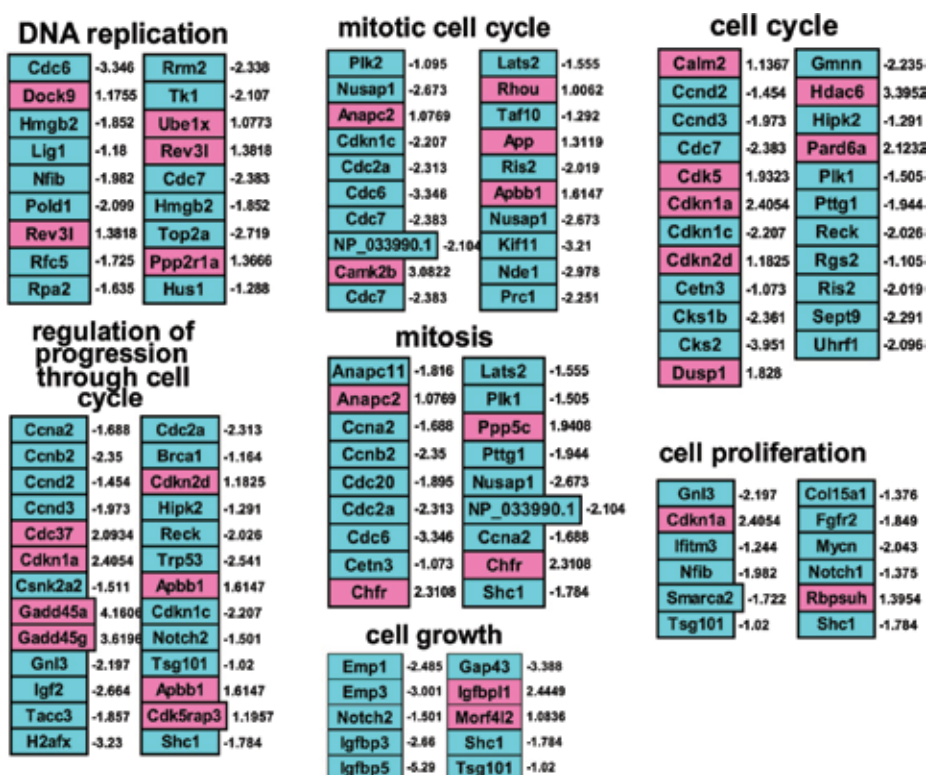 DNA replication
Cdc6 -3.346 Rrm2 -2.338
Dock9 1.1755 Tk1 -2.107
Hmgb2 -1.852 Ube1x 1.0773
Lig1 -1.18 Rev3l 1.3818
Nfib -1.982 Cdc7 -2.383
Pold1 -2.099 Hmgb2 -1.852
Rev3l 1.3818 Top2a -2.719
Rfc5 -1.725 Ppp2r1a 1.3666
Rpa2 -1.635 Hus1 -1.288
mitotic cell cycle
Plk2 -1.095 Lats2 -1.555
Nusap1 -2.673 Rhou 1.0062
Anapc2 1.0769 Taf10 -1.292
Cdkn1c -2.207 App 1.3119
Cdc2a -2.313 Ris2 -2.019
Cdc6 -3.346 Apbb1 1.6147
Cdc7 -2.383 Nusap1 -2.673
NP_033990.1 -2.104 Kif11 -3.21
Camk2b 3.0822 Nde1 -2.978
Cdc7 -2.383 Prc1 -2.251
cell cycle
Calm2 1.1367 Gmnn -2.235
Ccnd2 -1.454 Hdac6 3.3952
Ccnd3 -1.973 Hipk2 -1.291
Cdc7 -2.383 Pard6a 2.1232
Cdk5 1.9323 Plk1 -1.505
Cdkn1a 2.4054 Pttg1 -1.944
Cdkn1c -2.207 Reck -2.026
Cdkn2d 1.1825 Rgs2 -1.105
Cetn3 -1.073 Ris2 -2.019
Cks1b -2.361 Sept9 -2.291
Cks2 -3.951 Uhrf1 -2.096
Dusp1 1.828
regulation of
progression
through cell
cycle
Ccna2 -1.688 Cdc2a -2.313
Ccnb2 -2.35 Brca1 -1.164
Ccnd2 -1.454 Cdkn2d 1.1825
Ccnd3 -1.973 Hipk2 -1.291
Cdc37 2.0934 Reck -2.026
Cdkn1a 2.4054 Trp53 -2.541
Csnk2a2 -1.511 Apbb1 1.6147
Gadd45a 4.1606 Cdkn1c -2.207
Gadd45g 3.6196 Notch2 -1.501
Gnl3 -2.197 Tsg101 -1.02
Igf2 -2.664 Apbb1 1.6147
Tacc3 -1.857 Cdk5rap3 1.1957
H2afx -3.23 Shc1 -1.784
mitosis
Anapc11 -1.816 Lats2 -1.555
Anapc2 1.0769 Plk1 -1.505
Ccna2 -1.688 Ppp5c 1.9408
Ccnb2 -2.35 Pttg1 -1.944
Cdc20 -1.895 Nusap1 -2.673
Cdc2a -2.313 NP_033990.1 -2.104
Cdc6 -3.346 Ccna2 -1.688
Cetn3 -1.073 Chfr 2.3108
Chfr 2.3108 Shc1 -1.784
cell growth
Emp1 -2.485 Gap43 -3.388
Emp3 -3.001 Igfbpl1 2.4449
Notch2 -1.501 Morf4l2 1.0836
Igfbp3 -2.66 Shc1 -1.784
Igfbp5 -5.29 Tsg101 -1.02
cell proliferation
Gnl3 -2.197 Col15a1 -1.376
Cdkn1a 2.4054 Fgfr2 -1.849
Ifitm3 -1.244 Mycn -2.043
Nfib -1.982 Notch1 -1.375
Smarca2 -1.722 Rbpsuh 1.3954
Tsg101 -1.02 Shc1 -1.784